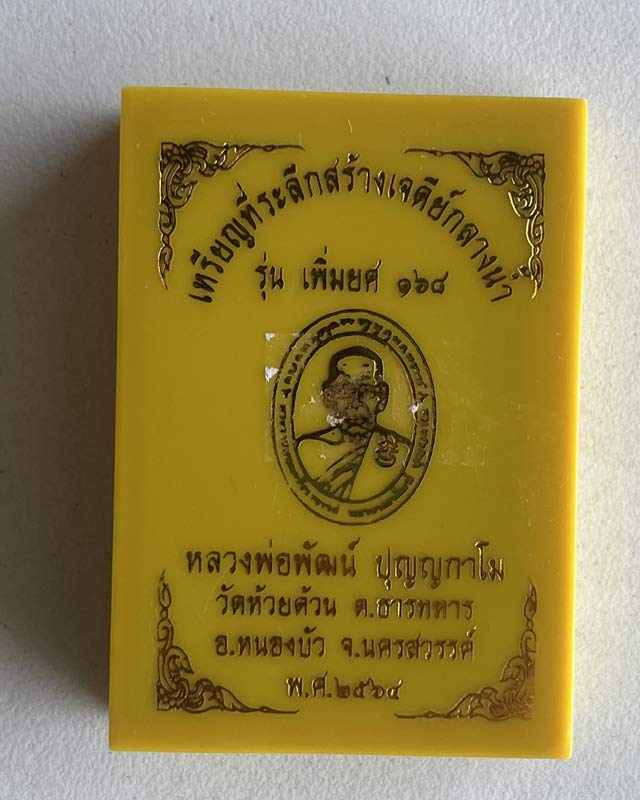 เหรียญที่ระลึกสร้างเจดีย์กลางน้ำ
รุ่น เพิ่มยศ ๑๖๘
หลวงพ่อพัฒน์ ปุญญกาโม
วัดห้วยด้วน ต.ธารทหาร
อ.หนองบัว จ.นครสวรรค์
พ.ศ.๒๕๖๔